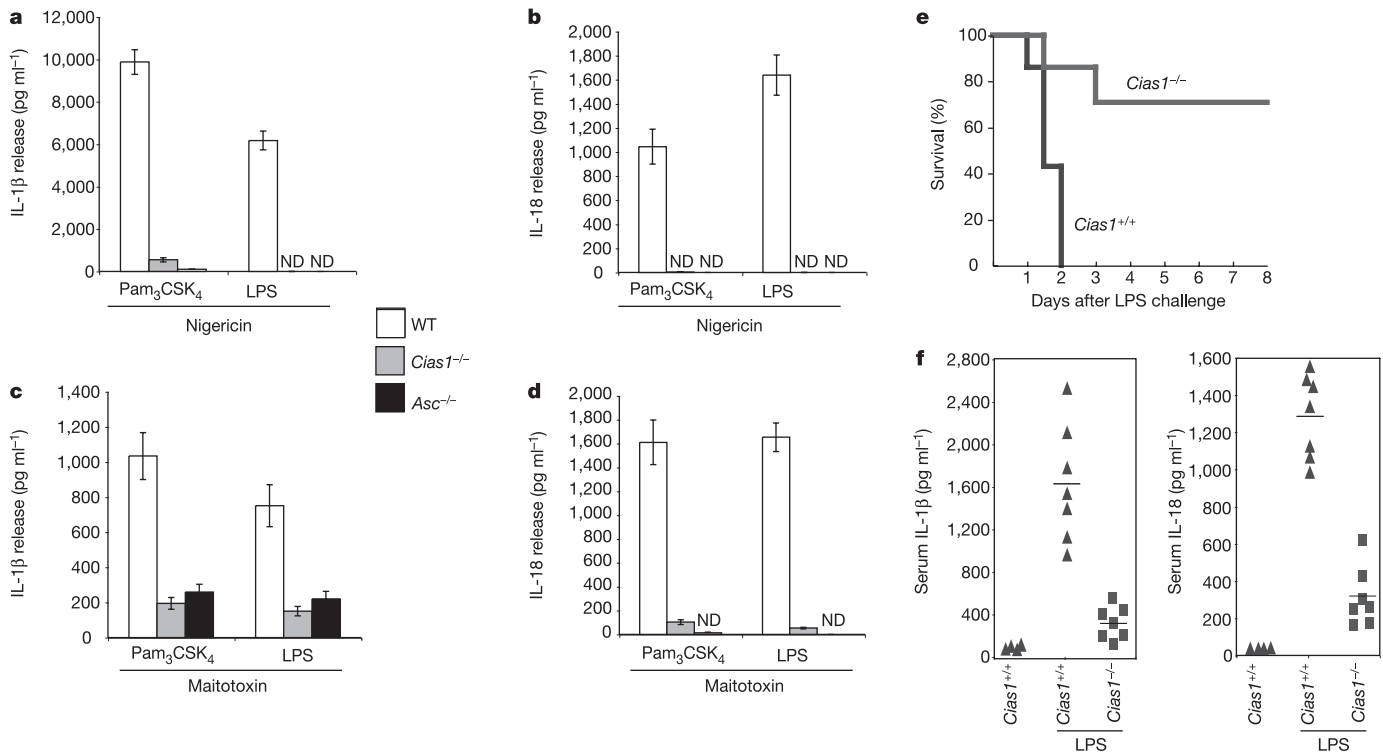 a
IL-1β release (pg ml⁻¹)
12,000
10,000
8,000
6,000
4,000
2,000
0
ND ND
Pam₃CSK₄ LPS
Nigericin
b
IL-18 release (pg ml⁻¹)
2,000
1,800
1,600
1,400
1,200
1,000
800
600
400
200
0
ND ND ND ND
Pam₃CSK₄ LPS
Nigericin
WT
Cias1⁻/⁻
Asc⁻/⁻
c
IL-1β release (pg ml⁻¹)
1,400
1,200
1,000
800
600
400
200
0
Pam₃CSK₄ LPS
Maitotoxin
d
IL-18 release (pg ml⁻¹)
2,000
1,800
1,600
1,400
1,200
1,000
800
600
400
200
0
ND ND
Pam₃CSK₄ LPS
Maitotoxin
e
Survival (%)
100
80
60
40
20
0
Cias1⁻/⁻
Cias1⁺/⁺
1 2 3 4 5 6 7 8
Days after LPS challenge
f
Serum IL-1β (pg ml⁻¹)
2,800
2,400
2,000
1,600
1,200
800
400
0
Cias1⁺/⁺ Cias1⁺/⁺ Cias1⁻/⁻
LPS
Serum IL-18 (pg ml⁻¹)
1,600
1,400
1,200
1,000
800
600
400
200
0
Cias1⁺/⁺ Cias1⁺/⁺ Cias1⁻/⁻
LPS